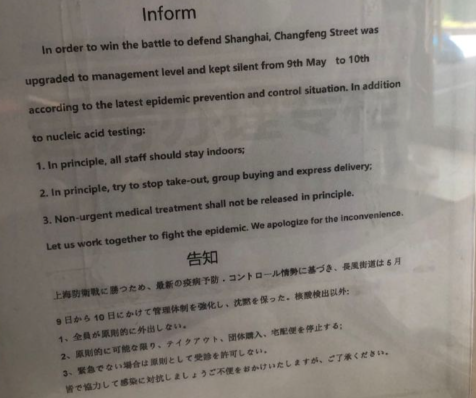 Inform
In order to win the battle to defend Shanghai, Changfeng Street was
upgraded to management level and kept silent from 9th May to 10th
according to the latest epidemic prevention and control situation. In addition
to nucleic acid testing:
1. In principle, all staff should stay indoors;
2. In principle, try to stop take-out, group buying and express delivery;
3. Non-urgent medical treatment shall not be released in principle.
Let us work together to fight the epidemic. We apologize for the inconvenience.
告知
上海防衛戦に勝つため、最新の疫病予防・コントロール情勢に基づき、長風街道は5月
9日から10日にかけて管理体制を強化し、沈黙を保った。核酸検出以外:
1、全員が原則的に外出しない。
2、原則的に可能な限り、テイクアウト、団体購入、宅配便を停止する;
3、緊急でない場合は原則として受診を許可しない。
皆で協力して感染に対抗しましょうご不便をおかけいたしますが、ご了承ください。